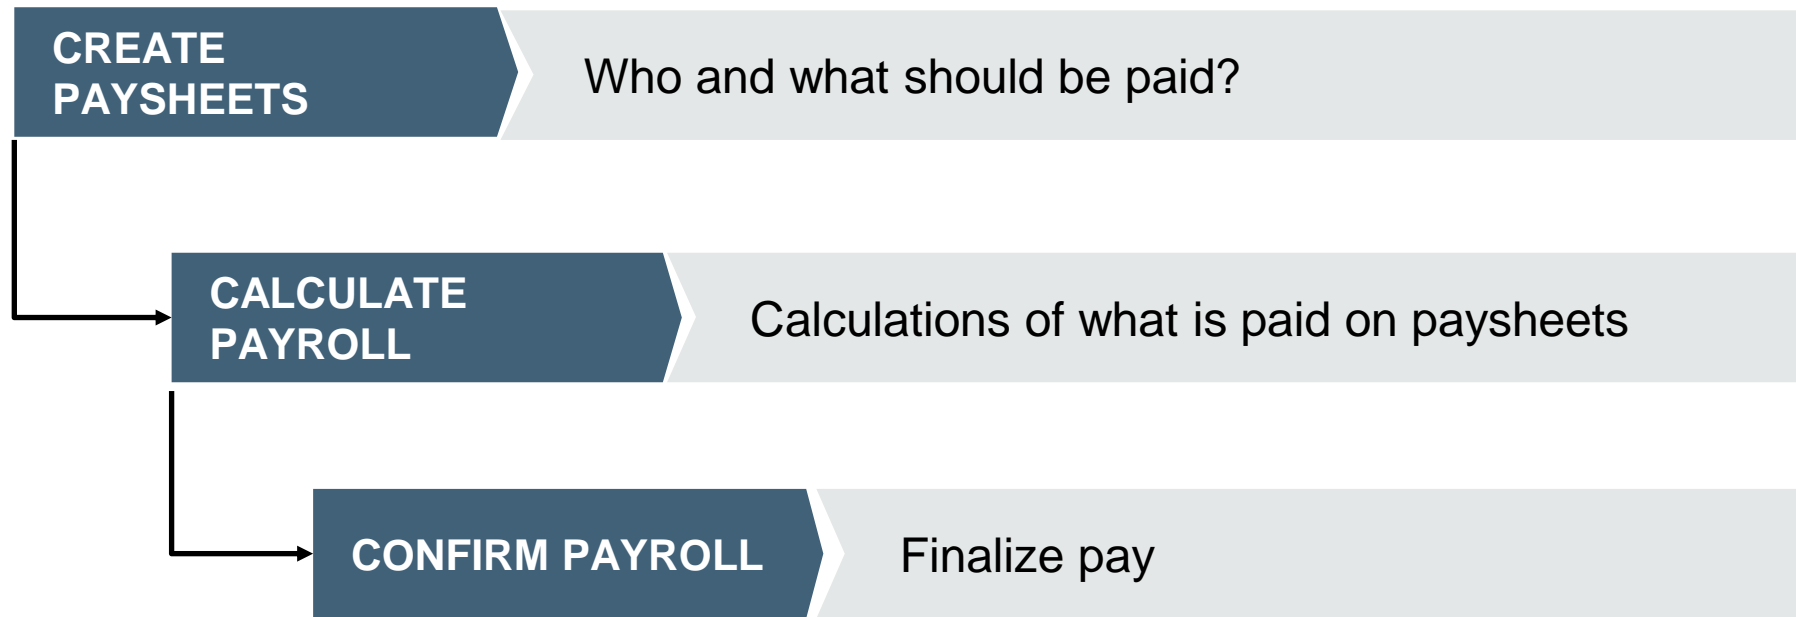 CREATE
PAYSHEETS
Who and what should be paid?
CALCULATE
PAYROLL
Calculations of what is paid on paysheets
CONFIRM PAYROLL
Finalize pay